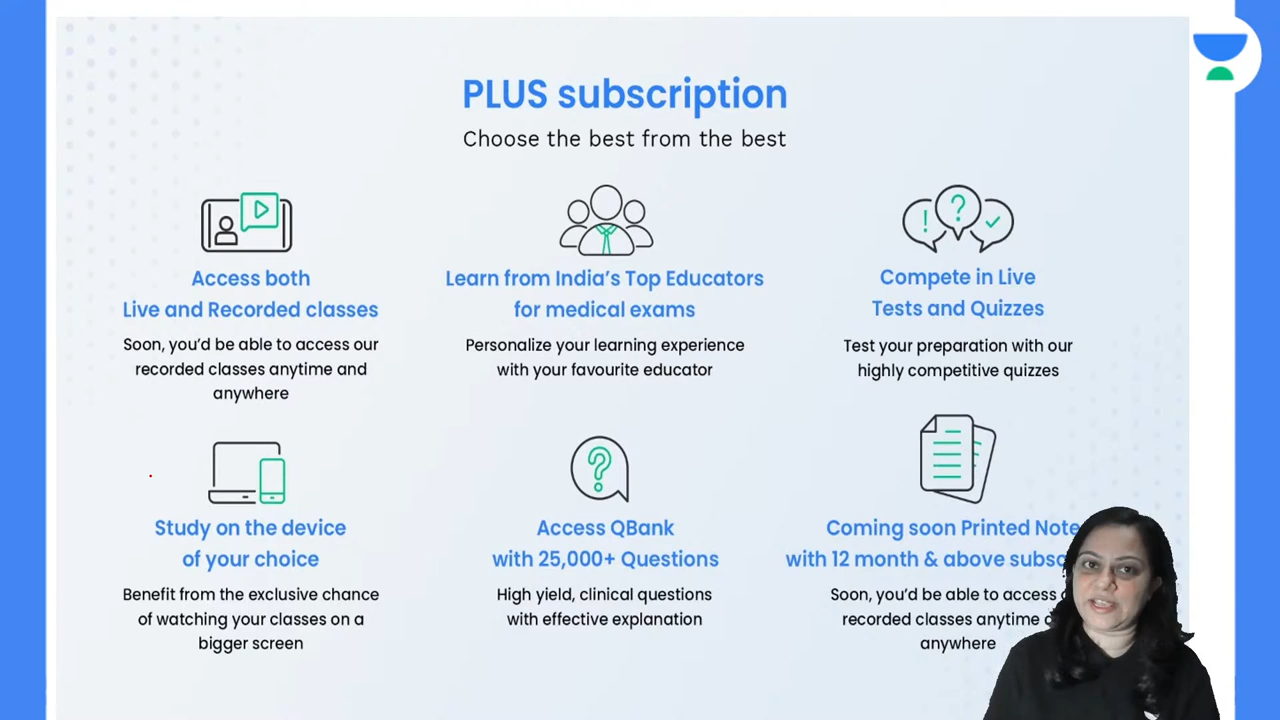 PLUS subscription
Choose the best from the best
Access both
Live and Recorded classes
Soon, you'd be able to access our
recorded classes anytime and
anywhere
Learn from India's Top Educators
for medical exams
Personalize your learning experience
with your favourite educator
Compete in Live
Tests and Quizzes
Test your preparation with our
highly competitive quizzes
Study on the device
of your choice
Benefit from the exclusive chance
of watching your classes on a
bigger screen
Access QBank
with 25,000+ Questions
High yield, clinical questions
with effective explanation
Coming soon Printed Note
with 12 month & above
Soon, you'd be able to access
recorded classes anytime
anywhere